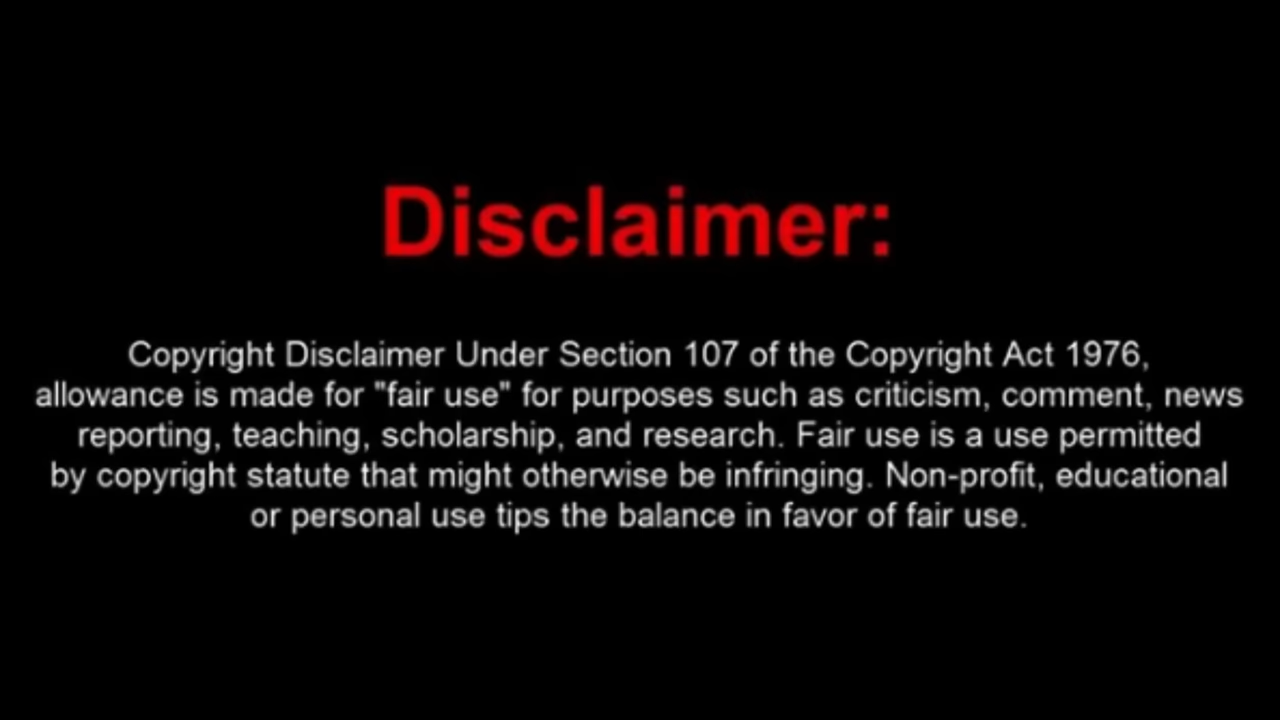 Disclaimer:
Copyright Disclaimer Under Section 107 of the Copyright Act 1976,
allowance is made for "fair use" for purposes such as criticism, comment, news
reporting, teaching, scholarship, and research. Fair use is a use permitted
by copyright statute that might otherwise be infringing. Non-profit, educational
or personal use tips the balance in favor of fair use.